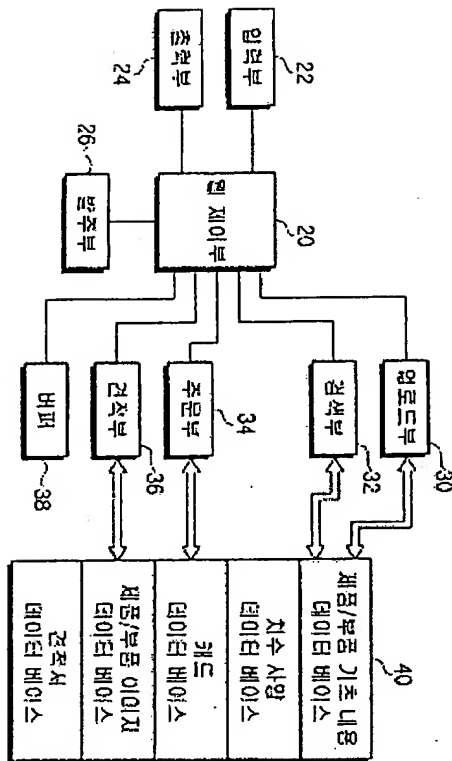 30
업로드부
22
입력부
20
웹 제어부
32
검색부
24
출력부
34
주문부
26
발주부
36
견적부
38
버퍼
40
제품/부품 기초 내용
데이터 베이스
치수 사양
데이터 베이스
캐드
데이터 베이스
제품/부품 이미지
데이터 베이스
견적서
데이터 베이스